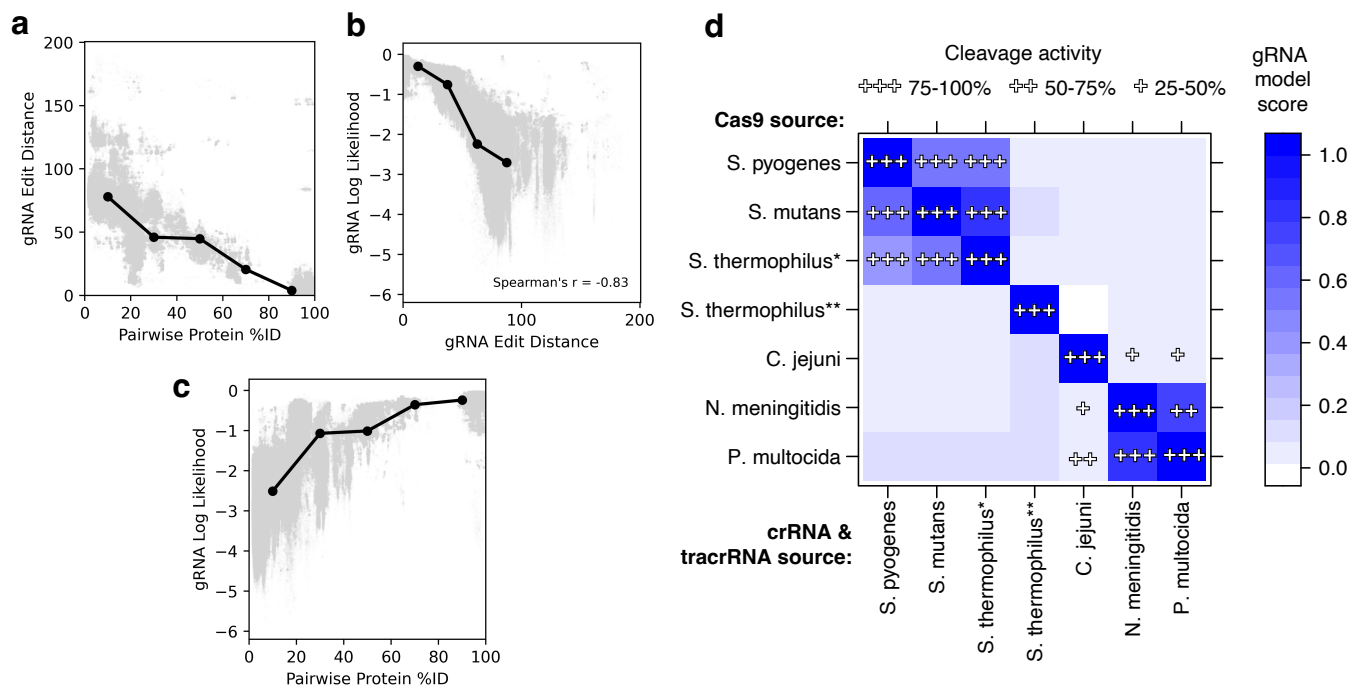 a
200
150
100
50
0
gRNA Edit Distance
0 20 40 60 80 100
Pairwise Protein %ID
b
0
−1
−2
−3
−4
−5
−6
gRNA Log Likelihood
Spearman's r = -0.83
0 100 200
gRNA Edit Distance
c
0
−1
−2
−3
−4
−5
−6
gRNA Log Likelihood
0 20 40 60 80 100
Pairwise Protein %ID
d
Cleavage activity
+++ 75-100% ++ 50-75% + 25-50%
Cas9 source:
S. pyogenes +++ +++ +++
S. mutans +++ +++ +++
S. thermophilus* +++ +++ +++
S. thermophilus** +++
C. jejuni +++ + +
N. meningitidis + +++ ++
P. multocida ++ +++ +++
crRNA &
tracrRNA source:
S. pyogenes
S. mutans
S. thermophilus*
S. thermophilus**
C. jejuni
N. meningitidis
P. multocida
gRNA
model
score
1.0
0.8
0.6
0.4
0.2
0.0